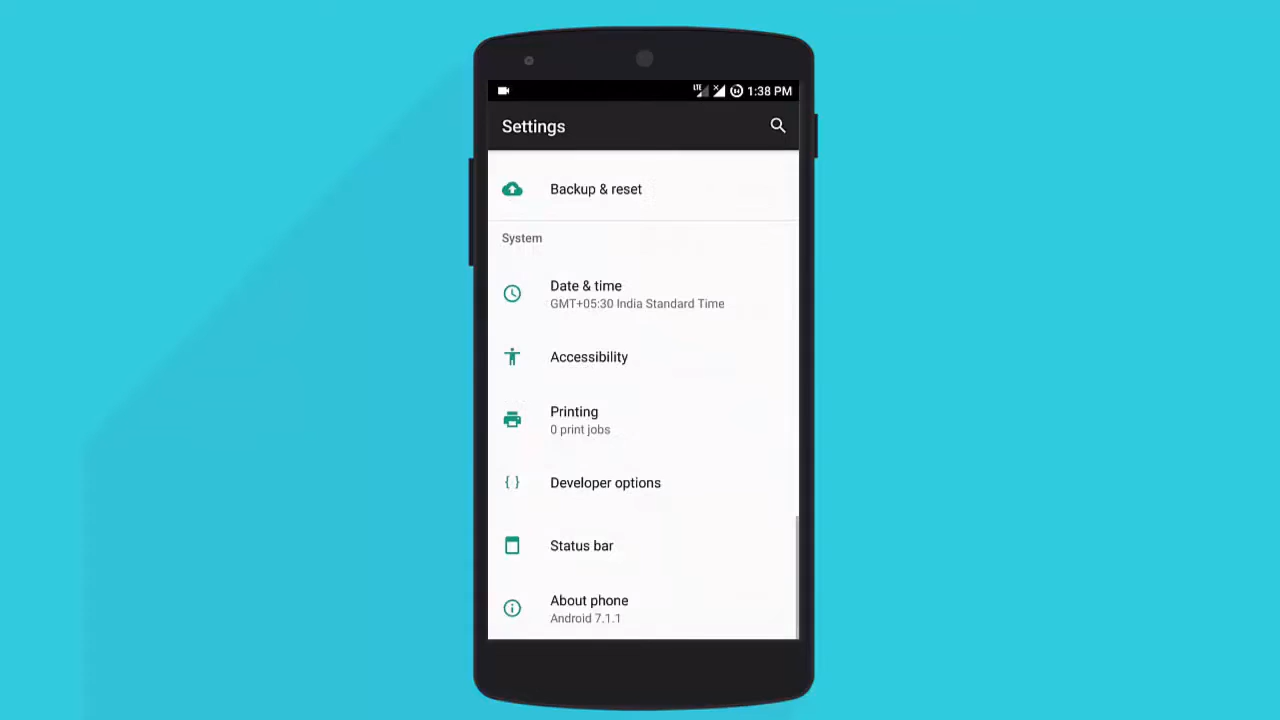 LTE 1:38 PM
Settings
Backup & reset
System
Date & time
GMT+05:30 India Standard Time
Accessibility
Printing
0 print jobs
{ } Developer options
Status bar
About phone
Android 7.1.1